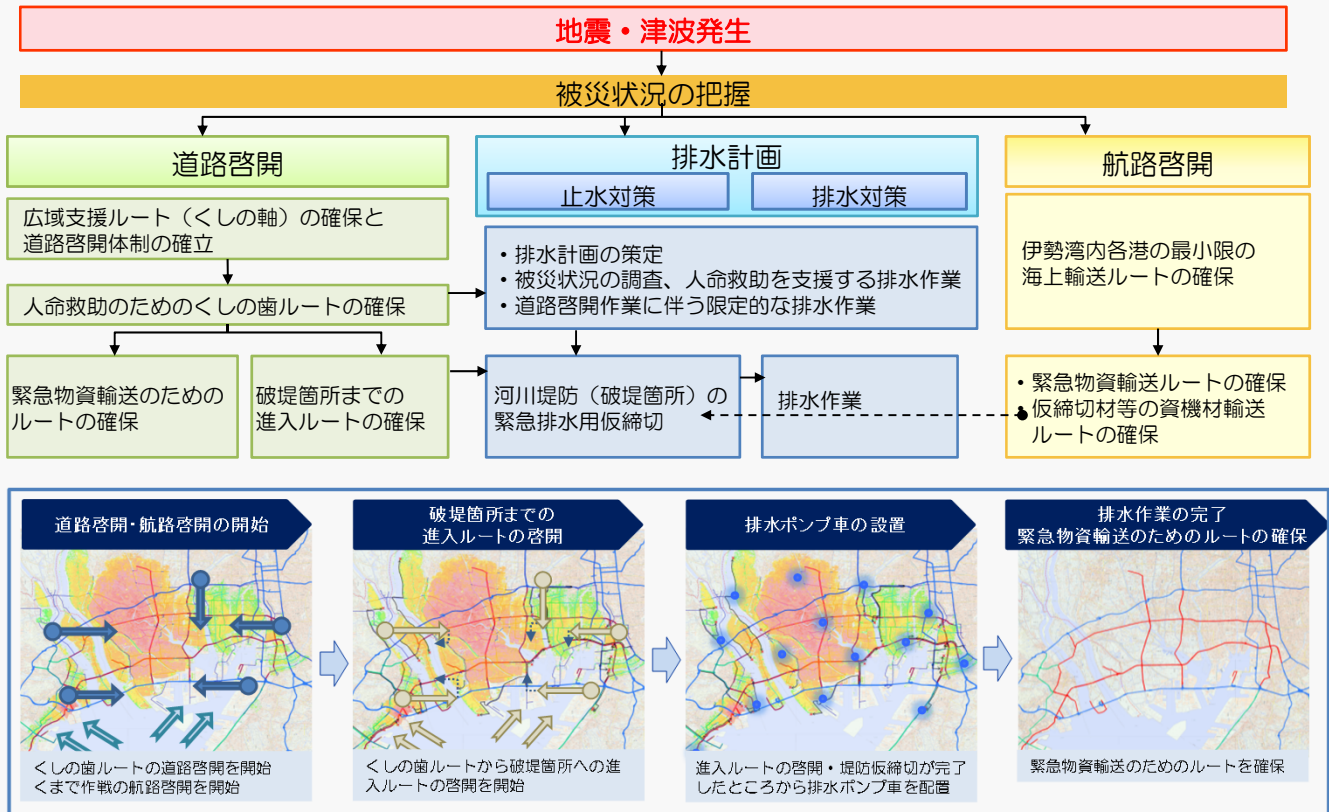 地震・津波発生
被災状況の把握
道路啓開
広域支援ルート（くしの軸）の確保と
道路啓開体制の確立
人命救助のためのくしの歯ルートの確保
緊急物資輸送のための
ルートの確保
破堤箇所までの
進入ルートの確保
排水計画
止水対策
排水対策
・排水計画の策定
・被災状況の調査、人命救助を支援する排水作業
・道路啓開作業に伴う限定的な排水作業
河川堤防（破堤箇所）の
緊急排水用仮締切
排水作業
航路啓開
伊勢湾内各港の最小限の
海上輸送ルートの確保
・緊急物資輸送ルートの確保
・仮締切材等の資機材輸送
ルートの確保
道路啓開・航路啓開の開始
くしの歯ルートの道路啓開を開始
くまで作戦の航路啓開を開始
破堤箇所までの
進入ルートの啓開
くしの歯ルートから破堤箇所への進
入ルートの啓開を開始
排水ポンプ車の設置
進入ルートの啓開・堤防仮締切が完了
したところから排水ポンプ車を配置
排水作業の完了
緊急物資輸送のためのルートの確保
緊急物資輸送のためのルートを確保